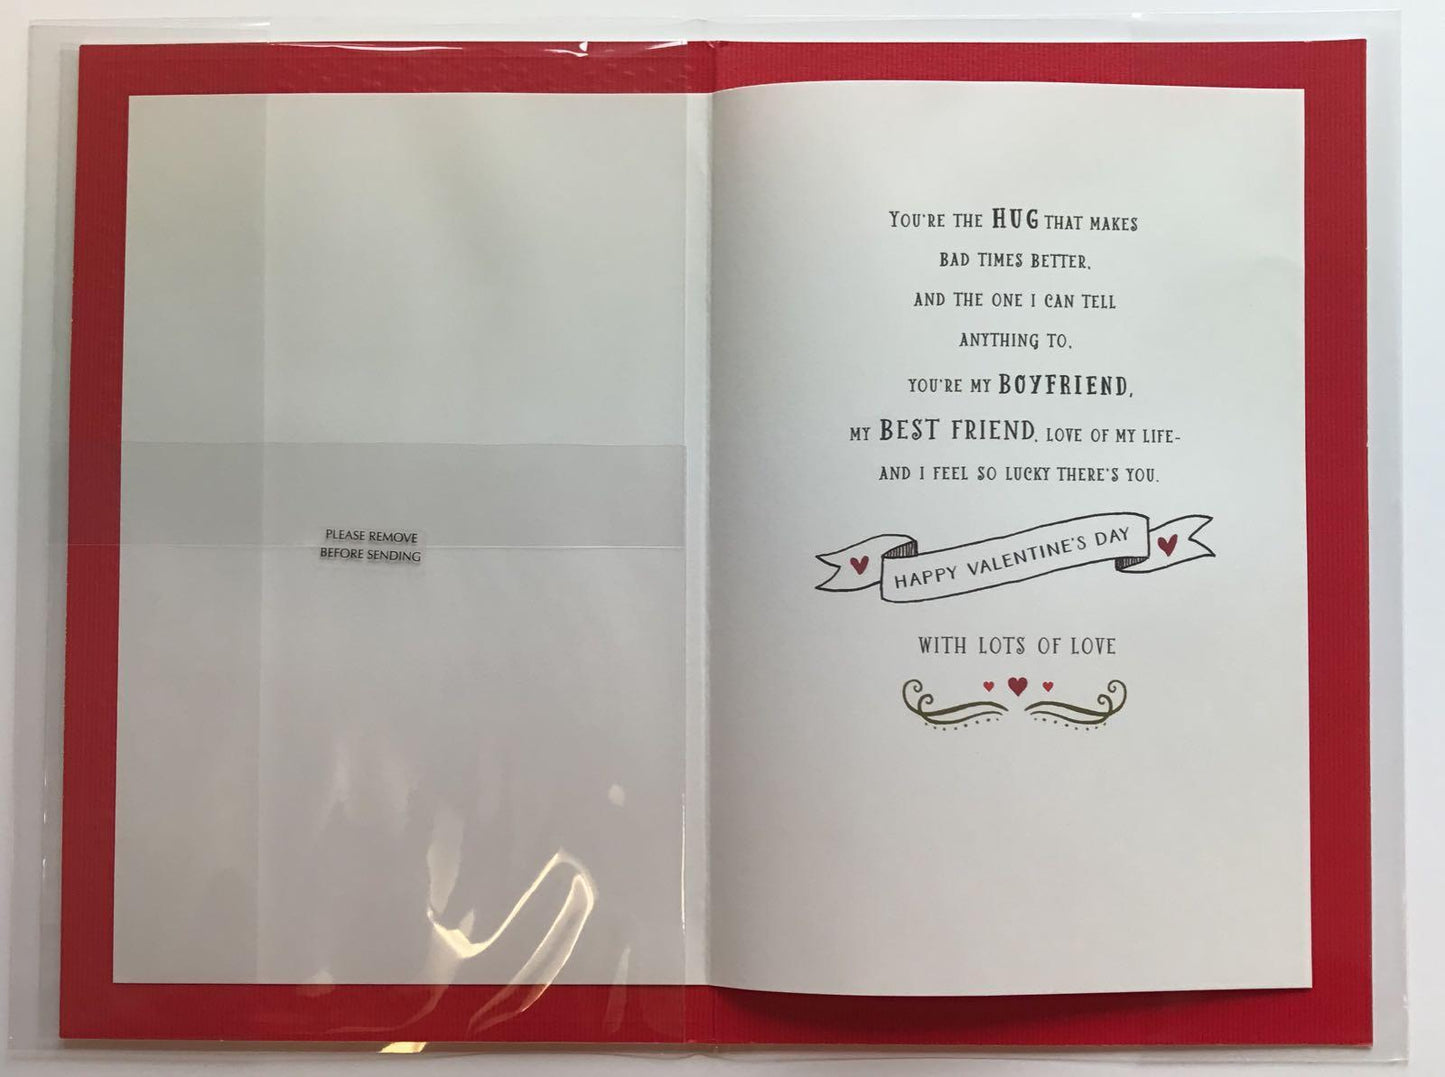 PLEASE REMOVE
BEFORE SENDING
YOU'RE THE HUG THAT MAKES
BAD TIMES BETTER,
AND THE ONE I CAN TELL
ANYTHING TO,
YOU'RE MY BOYFRIEND,
MY BEST FRIEND, LOVE OF MY LIFE-
AND I FEEL SO LUCKY THERE'S YOU.
HAPPY VALENTINE'S DAY
WITH LOTS OF LOVE